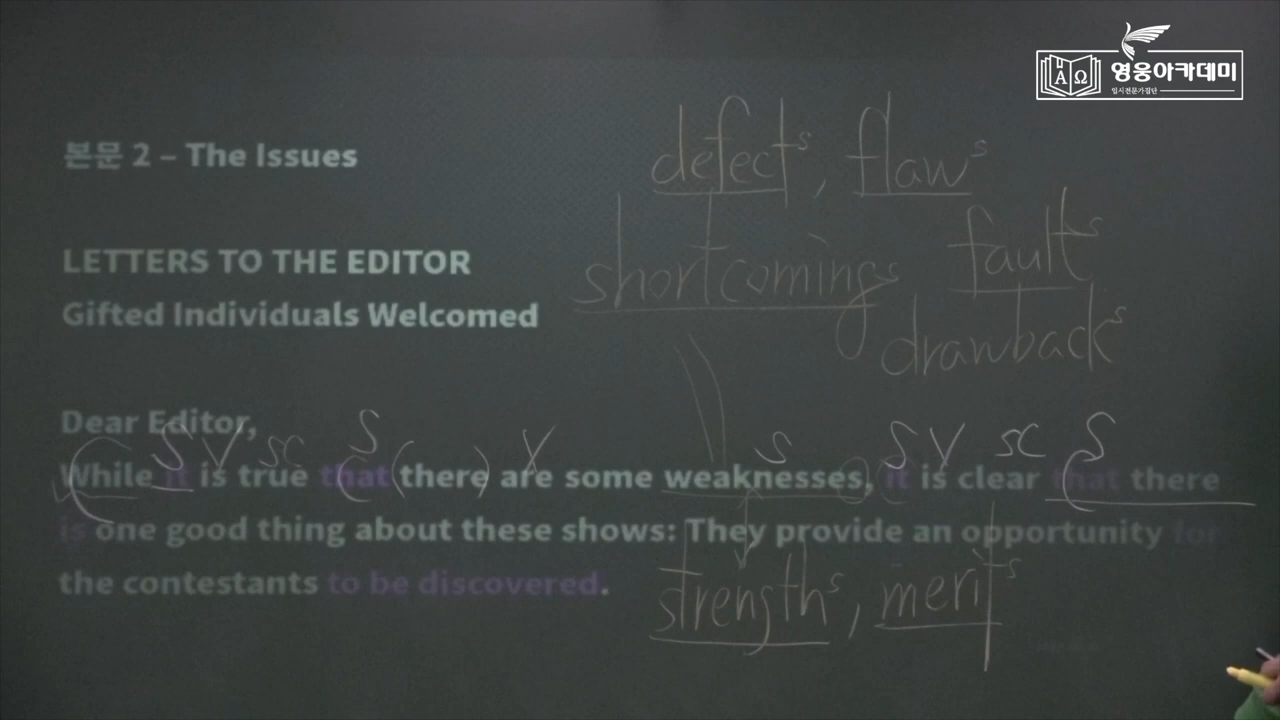 영웅아카데미
입시전문가집단
본문 2 – The Issues
defects, flaws
shortcomings faults
drawbacks
LETTERS TO THE EDITOR
Gifted Individuals Welcomed
Dear Editor,
S V SC S ( ) V S S V SC S
While it is true that there are some weaknesses, it is clear that there
is one good thing about these shows: They provide an opportunity for
the contestants to be discovered.
strengths, merits